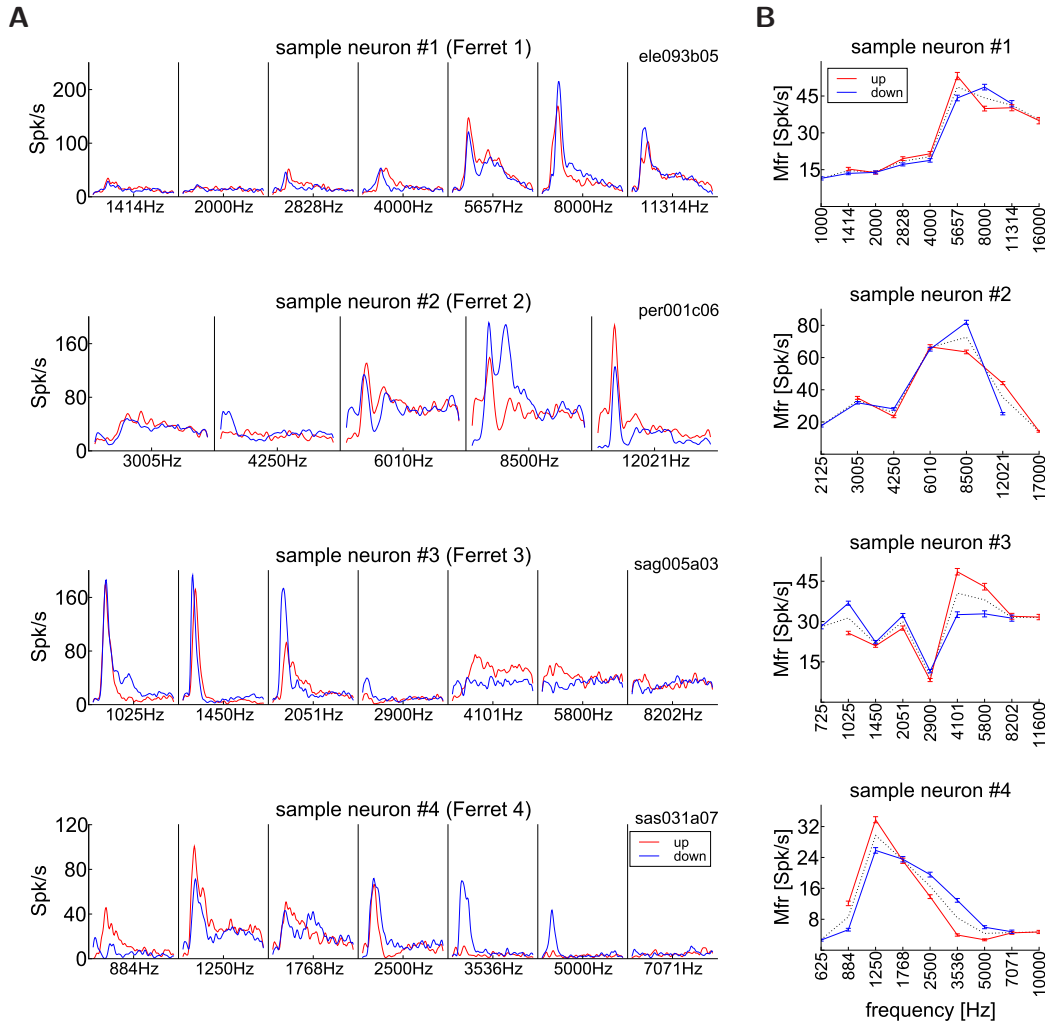 A
B
sample neuron #1 (Ferret 1)
ele093b05
Spk/s
200
100
0
1414Hz 2000Hz 2828Hz 4000Hz 5657Hz 8000Hz 11314Hz
sample neuron #1
up
down
Mfr [Spk/s]
45
30
15
1000 1414 2000 2828 4000 5657 8000 11314 16000
sample neuron #2 (Ferret 2)
per001c06
Spk/s
160
80
0
3005Hz 4250Hz 6010Hz 8500Hz 12021Hz
sample neuron #2
Mfr [Spk/s]
80
60
40
20
2125 3005 4250 6010 8500 12021 17000
sample neuron #3 (Ferret 3)
sag005a03
Spk/s
160
80
0
1025Hz 1450Hz 2051Hz 2900Hz 4101Hz 5800Hz 8202Hz
sample neuron #3
Mfr [Spk/s]
45
30
15
725 1025 1450 2051 2900 4101 5800 8202 11600
sample neuron #4 (Ferret 4)
sas031a07
up
down
Spk/s
120
80
40
0
884Hz 1250Hz 1768Hz 2500Hz 3536Hz 5000Hz 7071Hz
sample neuron #4
Mfr [Spk/s]
32
24
16
8
625 884 1250 1768 2500 3536 5000 7071 10000
frequency [Hz]